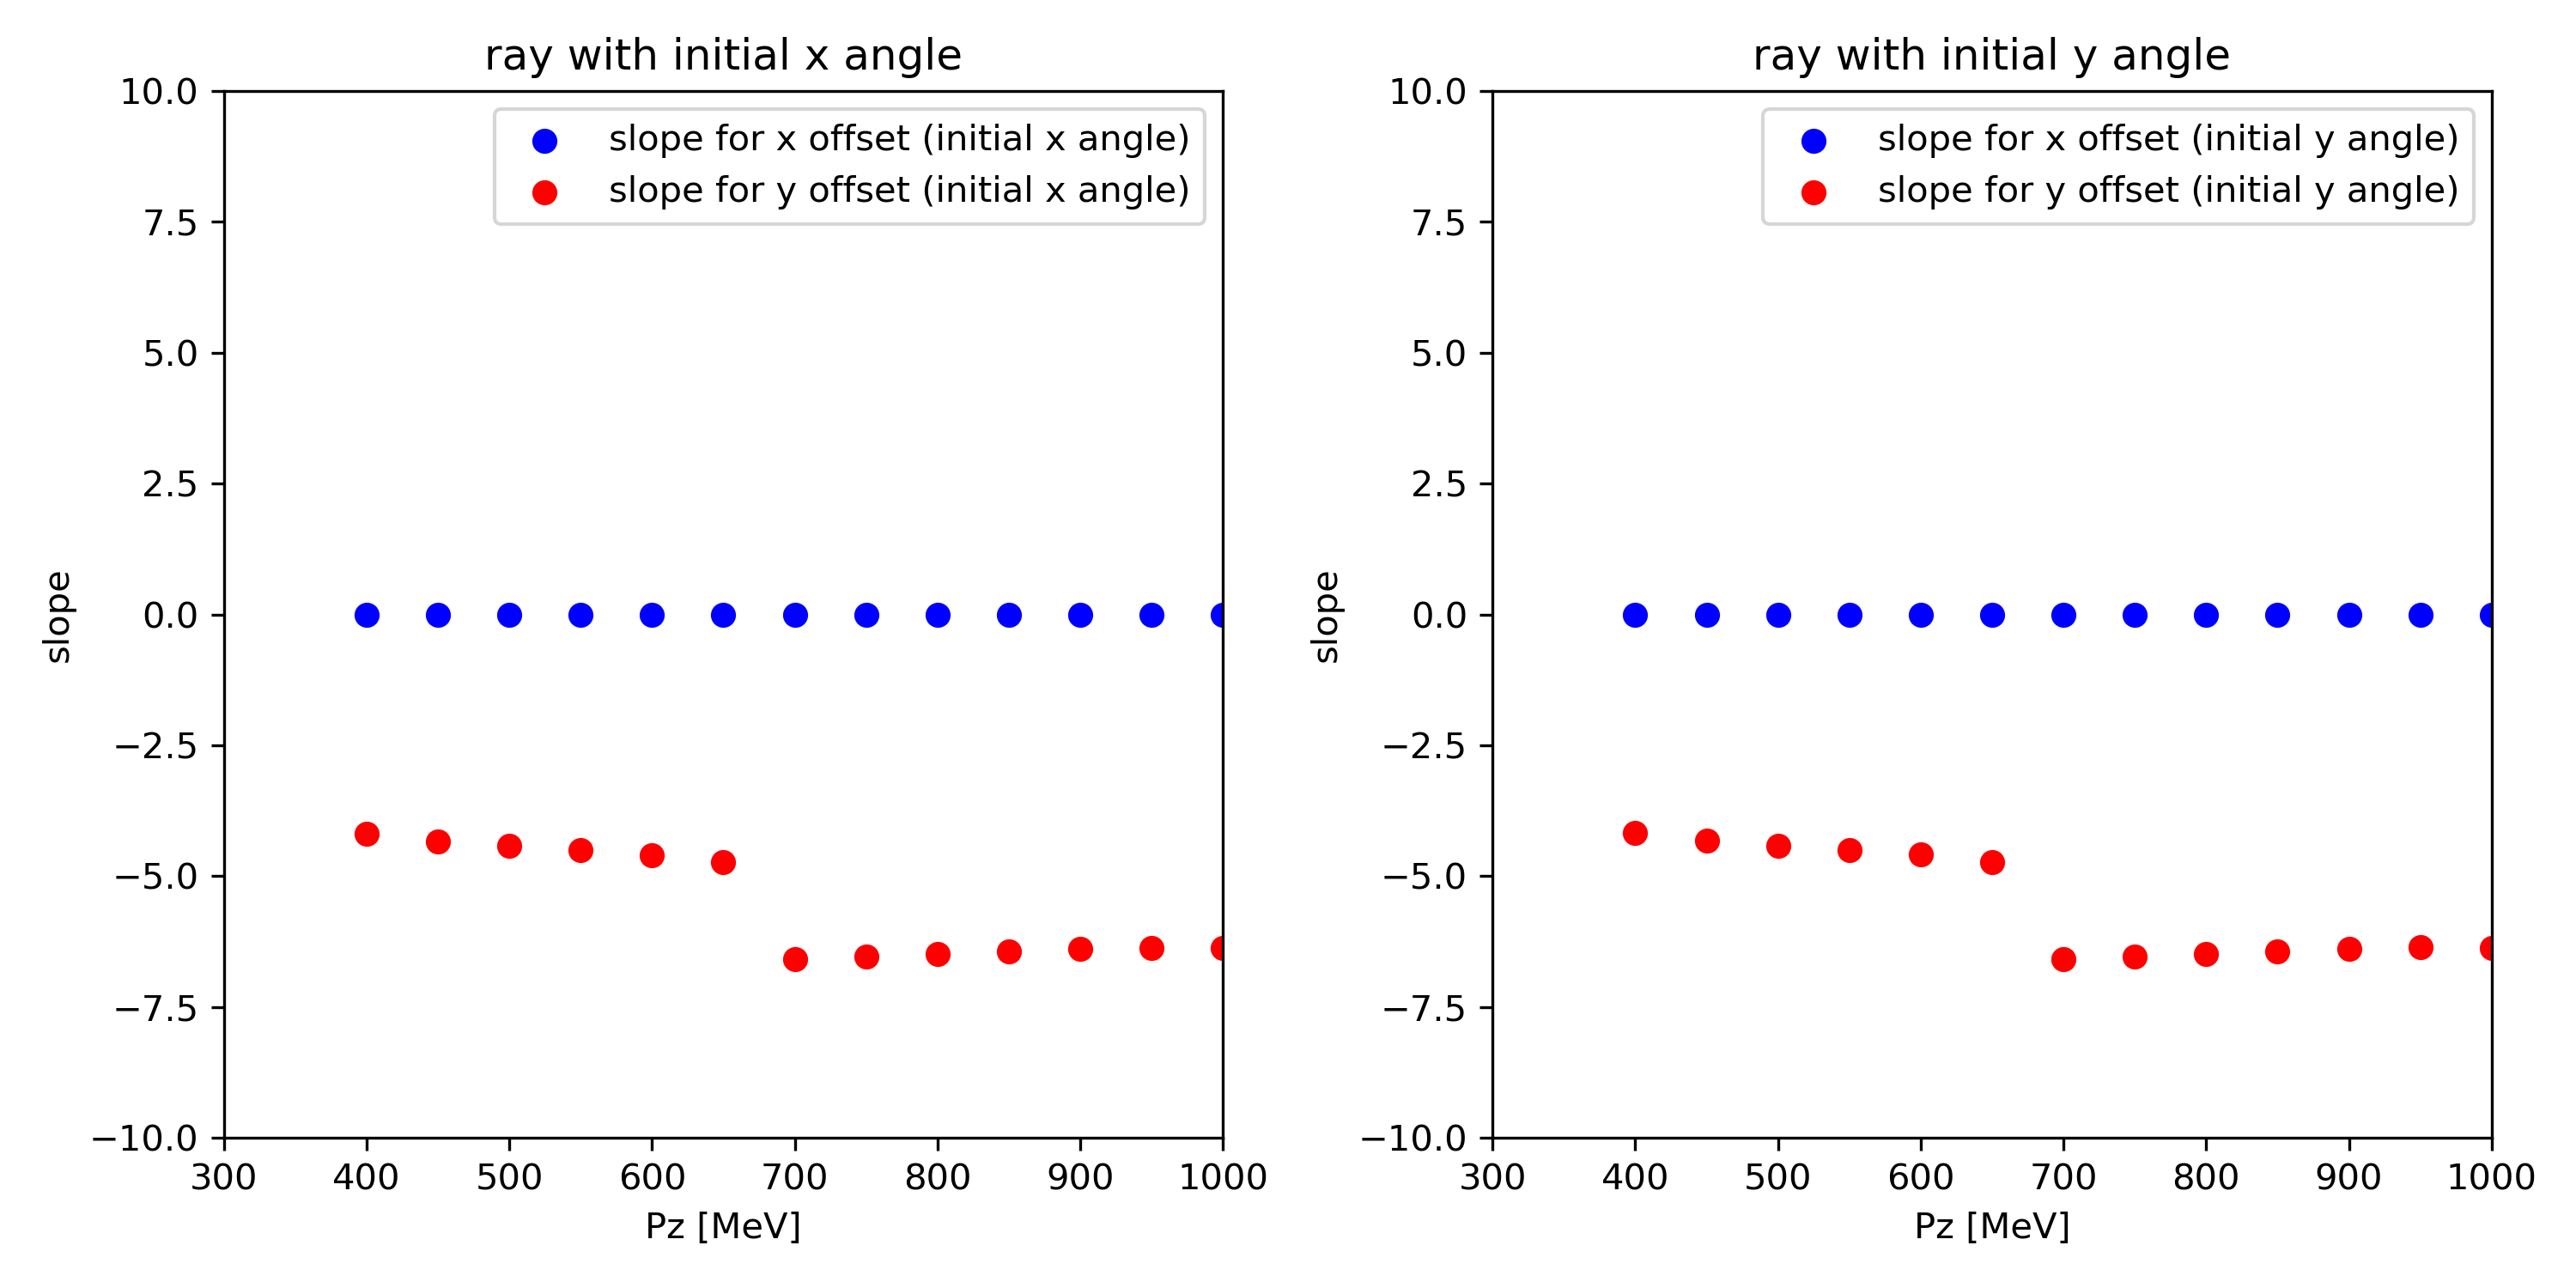 ray with initial x angle
slope for x offset (initial x angle)
slope for y offset (initial x angle)
10.0
7.5
5.0
2.5
0.0
−2.5
−5.0
−7.5
−10.0
slope
300 400 500 600 700 800 900 1000
Pz [MeV]
ray with initial y angle
slope for x offset (initial y angle)
slope for y offset (initial y angle)
10.0
7.5
5.0
2.5
0.0
−2.5
−5.0
−7.5
−10.0
slope
300 400 500 600 700 800 900 1000
Pz [MeV]